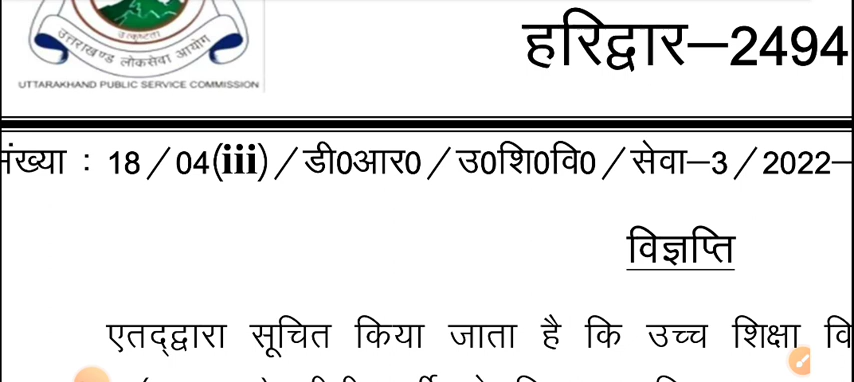 उत्कृष्टता
उत्तराखण्ड लोकसेवा आयोग
UTTARAKHAND PUBLIC SERVICE COMMISSION
हरिद्वार–2494
संख्या : 18 / 04(iii) / डी0आर0 / उ0शि0वि0 / सेवा–3 / 2022–
विज्ञप्ति
एतद्द्वारा सूचित किया जाता है कि उच्च शिक्षा वि